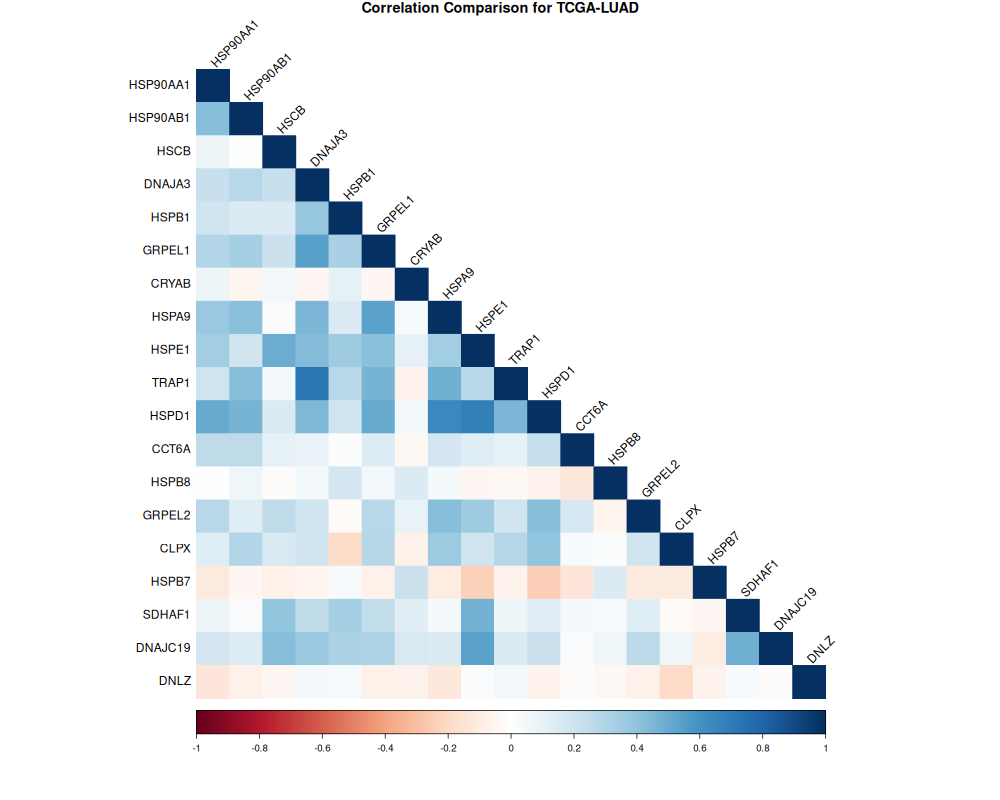 Correlation Comparison for TCGA-LUAD
HSP90AA1
HSP90AB1
HSCB
DNAJA3
HSPB1
GRPEL1
CRYAB
HSPA9
HSPE1
TRAP1
HSPD1
CCT6A
HSPB8
GRPEL2
CLPX
HSPB7
SDHAF1
DNAJC19
DNLZ
HSP90AA1
HSP90AB1
HSCB
DNAJA3
HSPB1
GRPEL1
CRYAB
HSPA9
HSPE1
TRAP1
HSPD1
CCT6A
HSPB8
GRPEL2
CLPX
HSPB7
SDHAF1
DNAJC19
DNLZ
-1 -0.8 -0.6 -0.4 -0.2 0 0.2 0.4 0.6 0.8 1